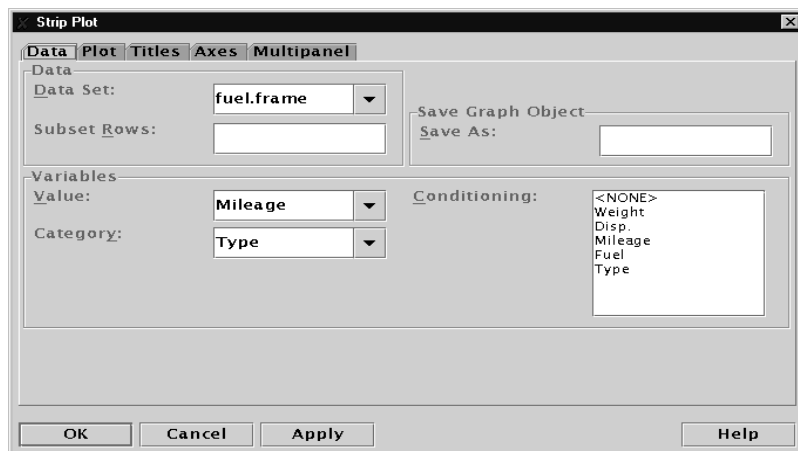 Strip Plot
Data Plot Titles Axes Multipanel
Data
Data Set:
fuel.frame
Subset Rows:
Save Graph Object
Save As:
Variables
Value:
Mileage
Category:
Type
Conditioning:
<NONE>
Weight
Disp.
Mileage
Fuel
Type
OK Cancel Apply Help